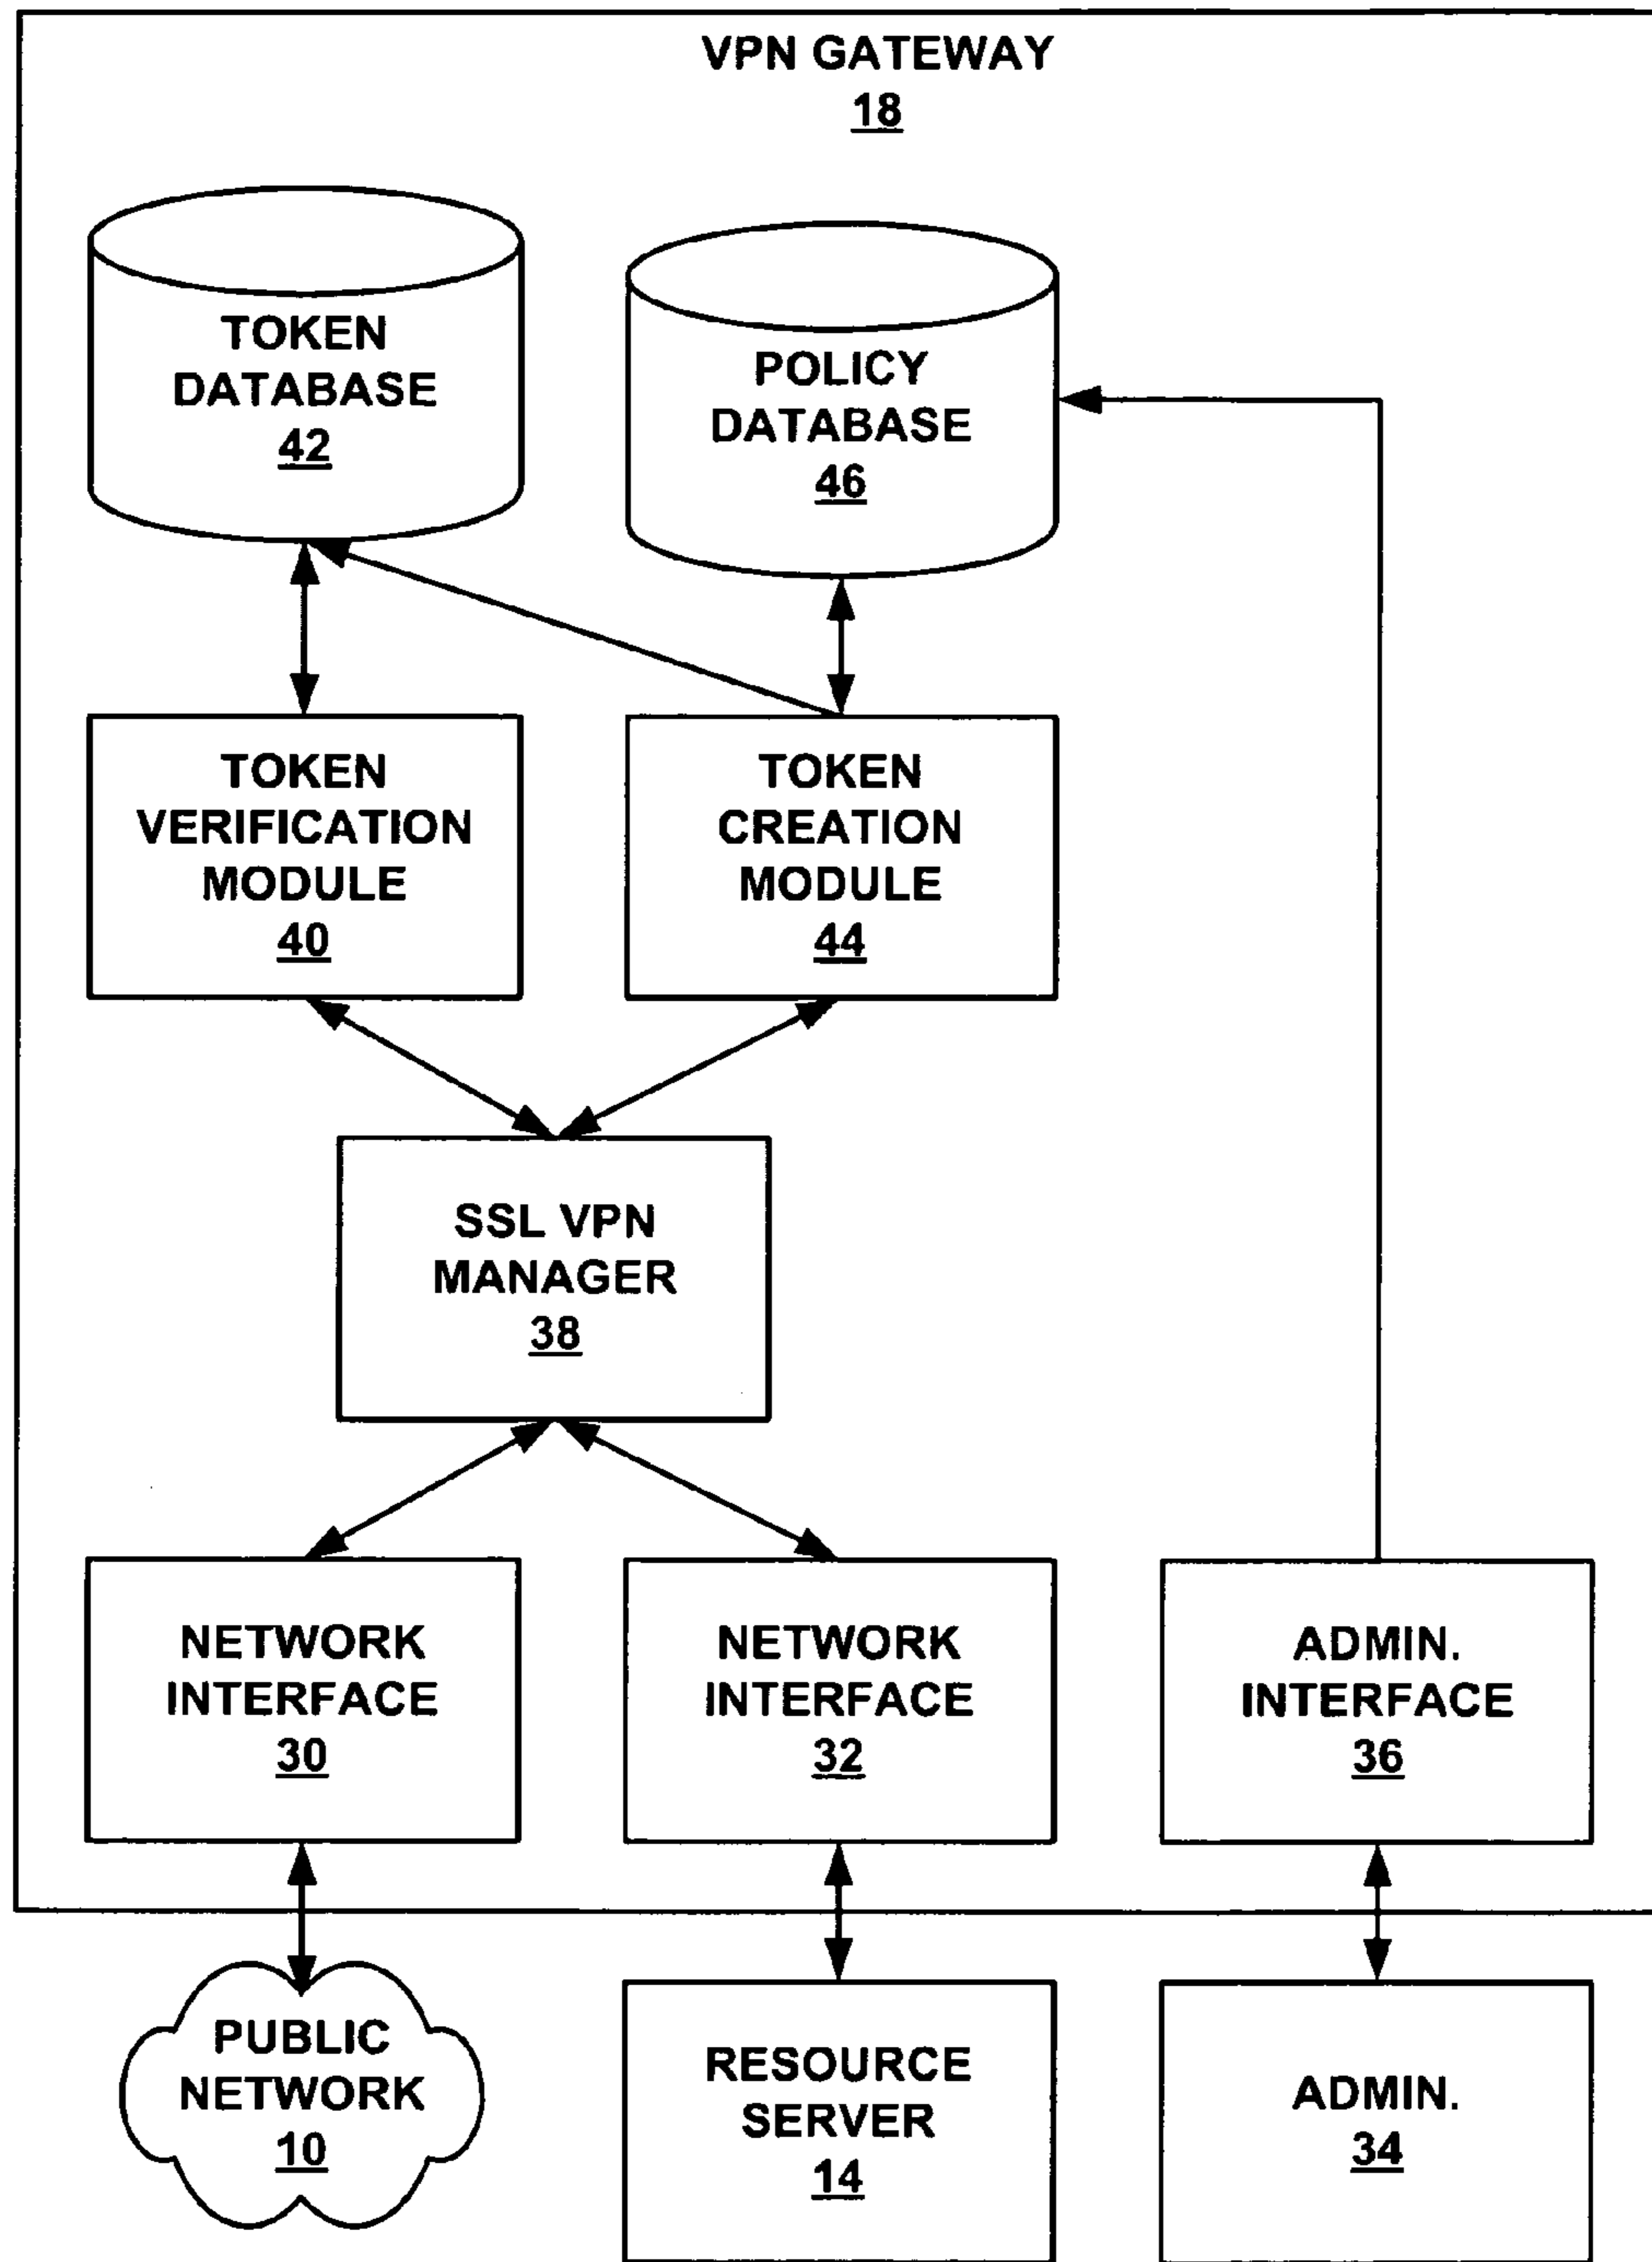 VPN GATEWAY
18
TOKEN
DATABASE
42
POLICY
DATABASE
46
TOKEN
VERIFICATION
MODULE
40
TOKEN
CREATION
MODULE
44
SSL VPN
MANAGER
38
NETWORK
INTERFACE
30
NETWORK
INTERFACE
32
ADMIN.
INTERFACE
36
PUBLIC
NETWORK
10
RESOURCE
SERVER
14
ADMIN.
34